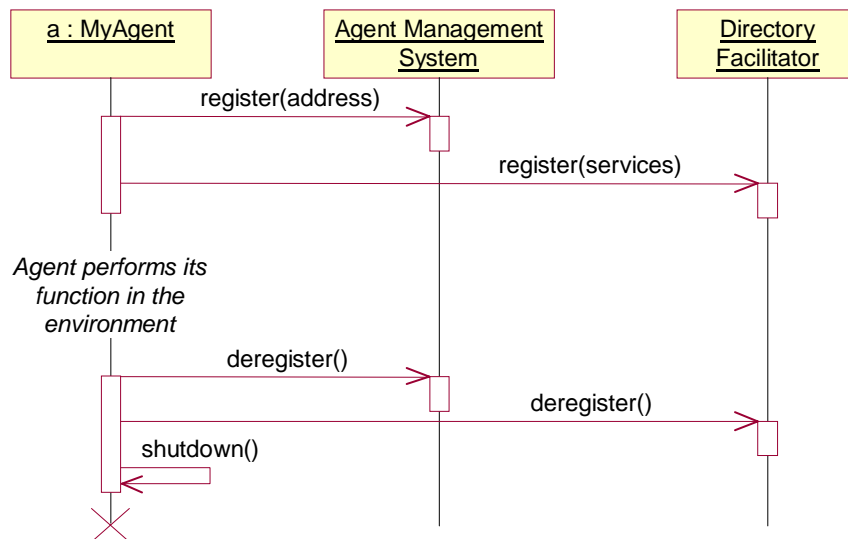 a : MyAgent
Agent Management
System
Directory
Facilitator
register(address)
register(services)
Agent performs its
function in the
environment
deregister()
deregister()
shutdown()